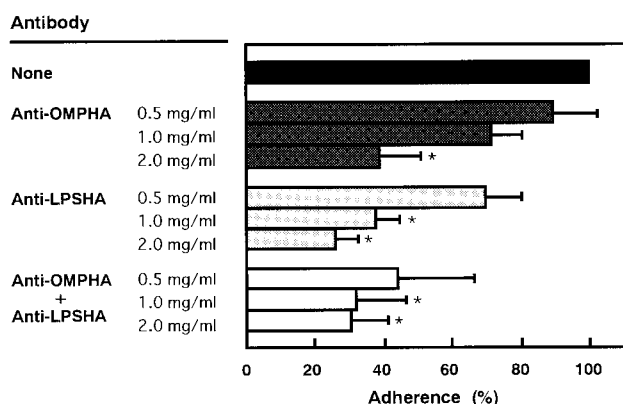 Antibody
None
Anti-OMPHA 0.5 mg/ml
1.0 mg/ml
2.0 mg/ml *
Anti-LPSHA 0.5 mg/ml
1.0 mg/ml *
2.0 mg/ml *
Anti-OMPHA 0.5 mg/ml
+ 1.0 mg/ml *
Anti-LPSHA 2.0 mg/ml *
0 20 40 60 80 100
Adherence (%)